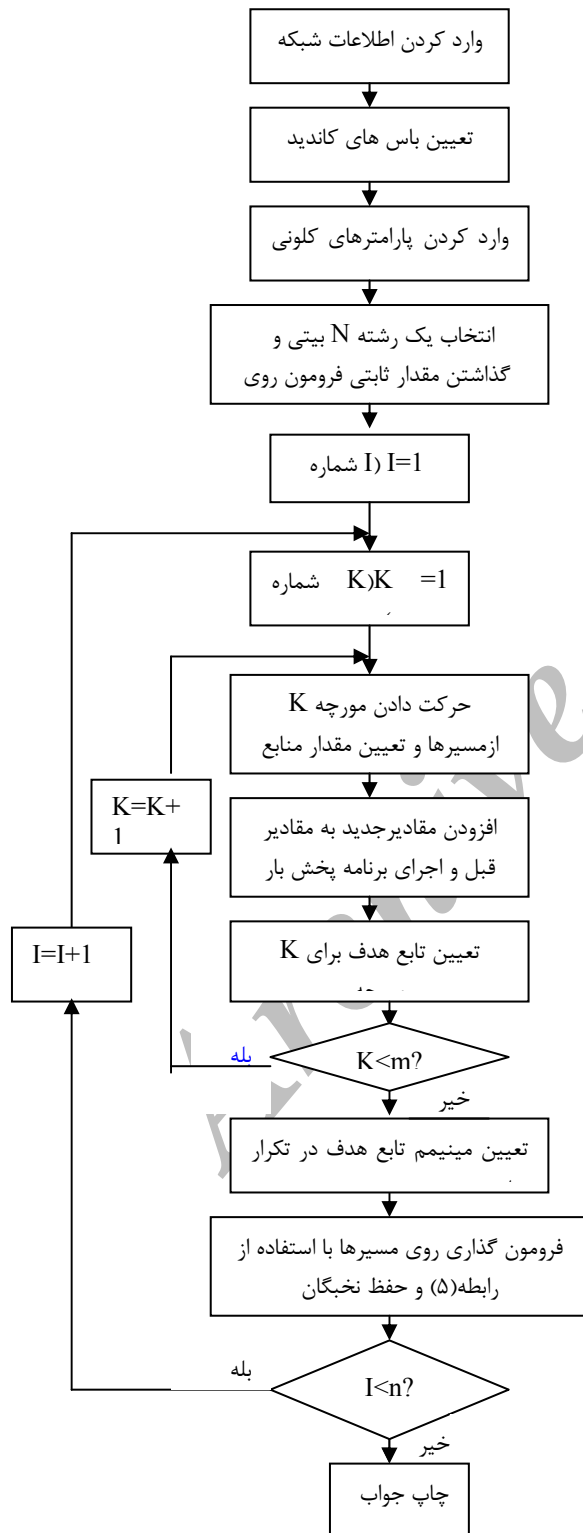 وارد کردن اطلاعات شبکه
تعیین باس های کاندید
وارد کردن پارامترهای کلونی
انتخاب یک رشته N بیتی و
گذاشتن مقدار ثابتی فرومون روی
I=1 (I شماره
K=1 (K شماره
حرکت دادن مورچه K
ازمسیرها و تعیین مقدار منابع
K=K+
1
افزودن مقادیرجدید به مقادیر
قبل و اجرای برنامه پخش بار
I=I+1
تعیین تابع هدف برای K
K<m?
بله
خیر
تعیین مینیمم تابع هدف در تکرار
فرومون گذاری روی مسیرها با استفاده از
رابطه(۵) و حفظ نخبگان
بله
I<n?
خیر
چاپ جواب